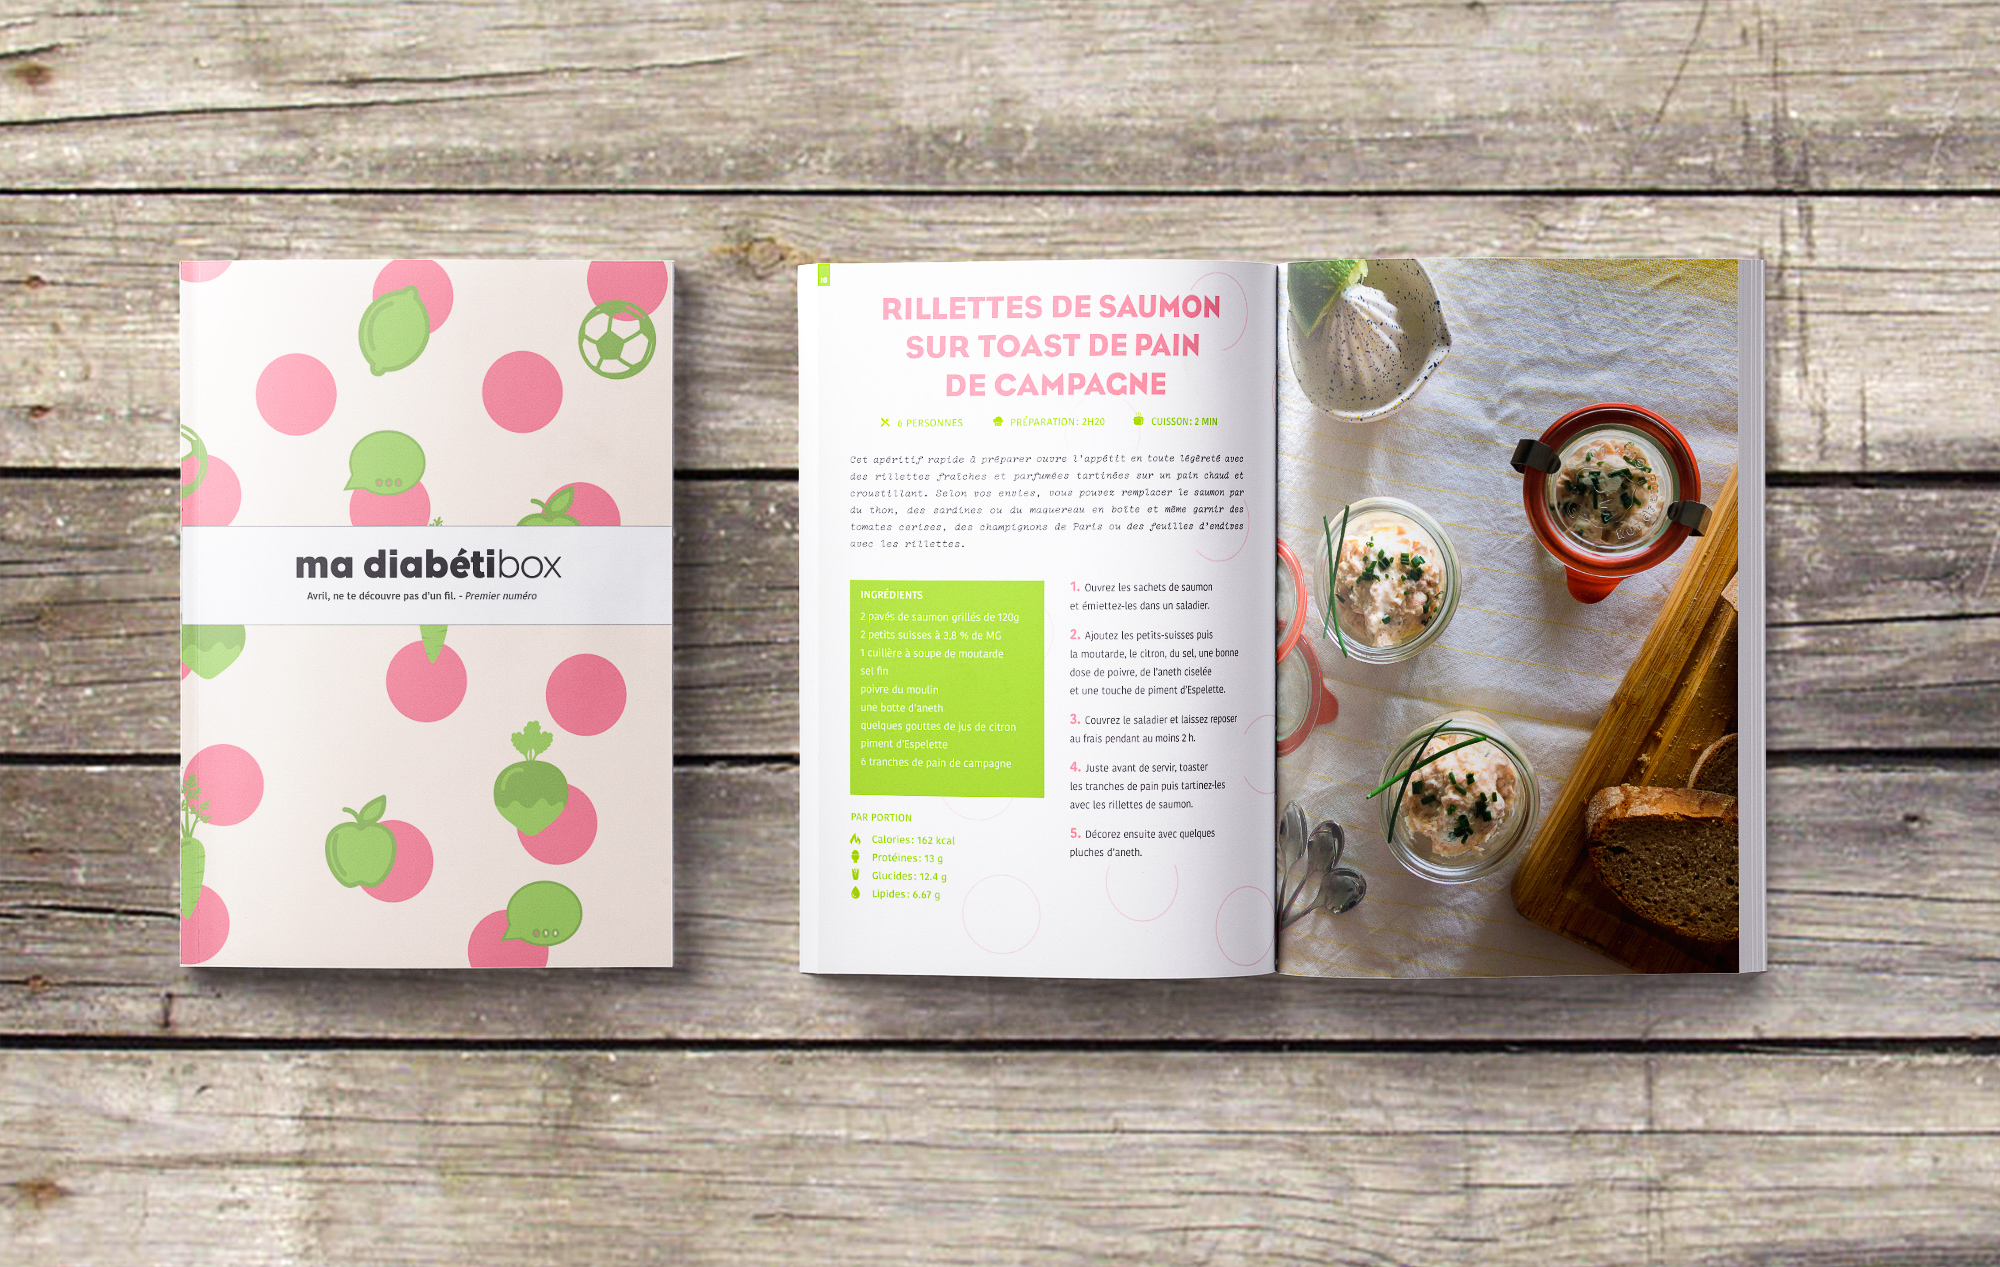 ma diabétibox
Avril, ne te découvre pas d'un fil. - Premier numéro
RILLETTES DE SAUMON
SUR TOAST DE PAIN
DE CAMPAGNE
6 PERSONNES
PRÉPARATION: 2H20
CUISSON: 2 MIN
Cet apéritif rapide à préparer ouvre l'appétit en toute légèreté avec
des rillettes fraîches et parfumées tartinées sur un pain chaud et
croustillant. Selon vos envies, vous pouvez remplacer le saumon par
du thon, des sardines ou du maquereau en boîte et même garnir des
tomates cerises, des champignons de Paris ou des feuilles d'endives
avec les rillettes.
INGRÉDIENTS
2 pavés de saumon grillés de 120g
2 petits suisses à 3,8 % de MG
1 cuillère à soupe de moutarde
sel fin
poivre du moulin
une botte d'aneth
quelques gouttes de jus de citron
piment d'Espelette
6 tranches de pain de campagne
PAR PORTION
Calories: 162 kcal
Protéines: 13 g
Glucides: 12.4 g
Lipides: 6.67 g
1. Ouvrez les sachets de saumon
et émiettez-les dans un saladier.
2. Ajoutez les petits-suisses puis
la moutarde, le citron, du sel, une bonne
dose de poivre, de l'aneth ciselée
et une touche de piment d'Espelette.
3. Couvrez le saladier et laissez reposer
au frais pendant au moins 2 h.
4. Juste avant de servir, toaster
les tranches de pain puis tartinez-les
avec les rillettes de saumon.
5. Décorez ensuite avec quelques
pluches d'aneth.